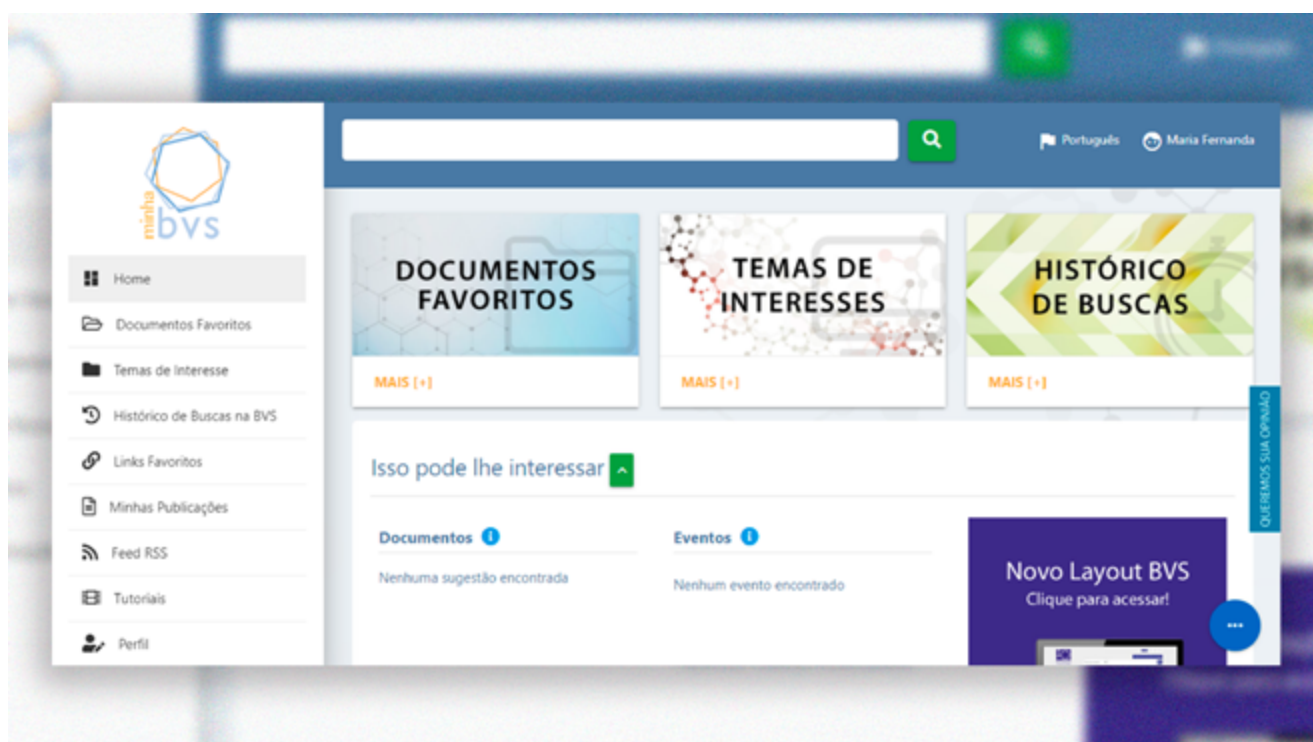 minha
bvs
Home
Documentos Favoritos
Temas de Interesse
Histórico de Buscas na BVS
Links Favoritos
Minhas Publicações
Feed RSS
Tutoriais
Perfil
Português
Maria Fernanda
DOCUMENTOS
FAVORITOS
MAIS [+]
TEMAS DE
INTERESSES
MAIS [+]
HISTÓRICO
DE BUSCAS
MAIS [+]
QUEREMOS SUA OPINIÃO
Isso pode lhe interessar
Documentos
Nenhuma sugestão encontrada
Eventos
Nenhum evento encontrado
Novo Layout BVS
Clique para acessar!